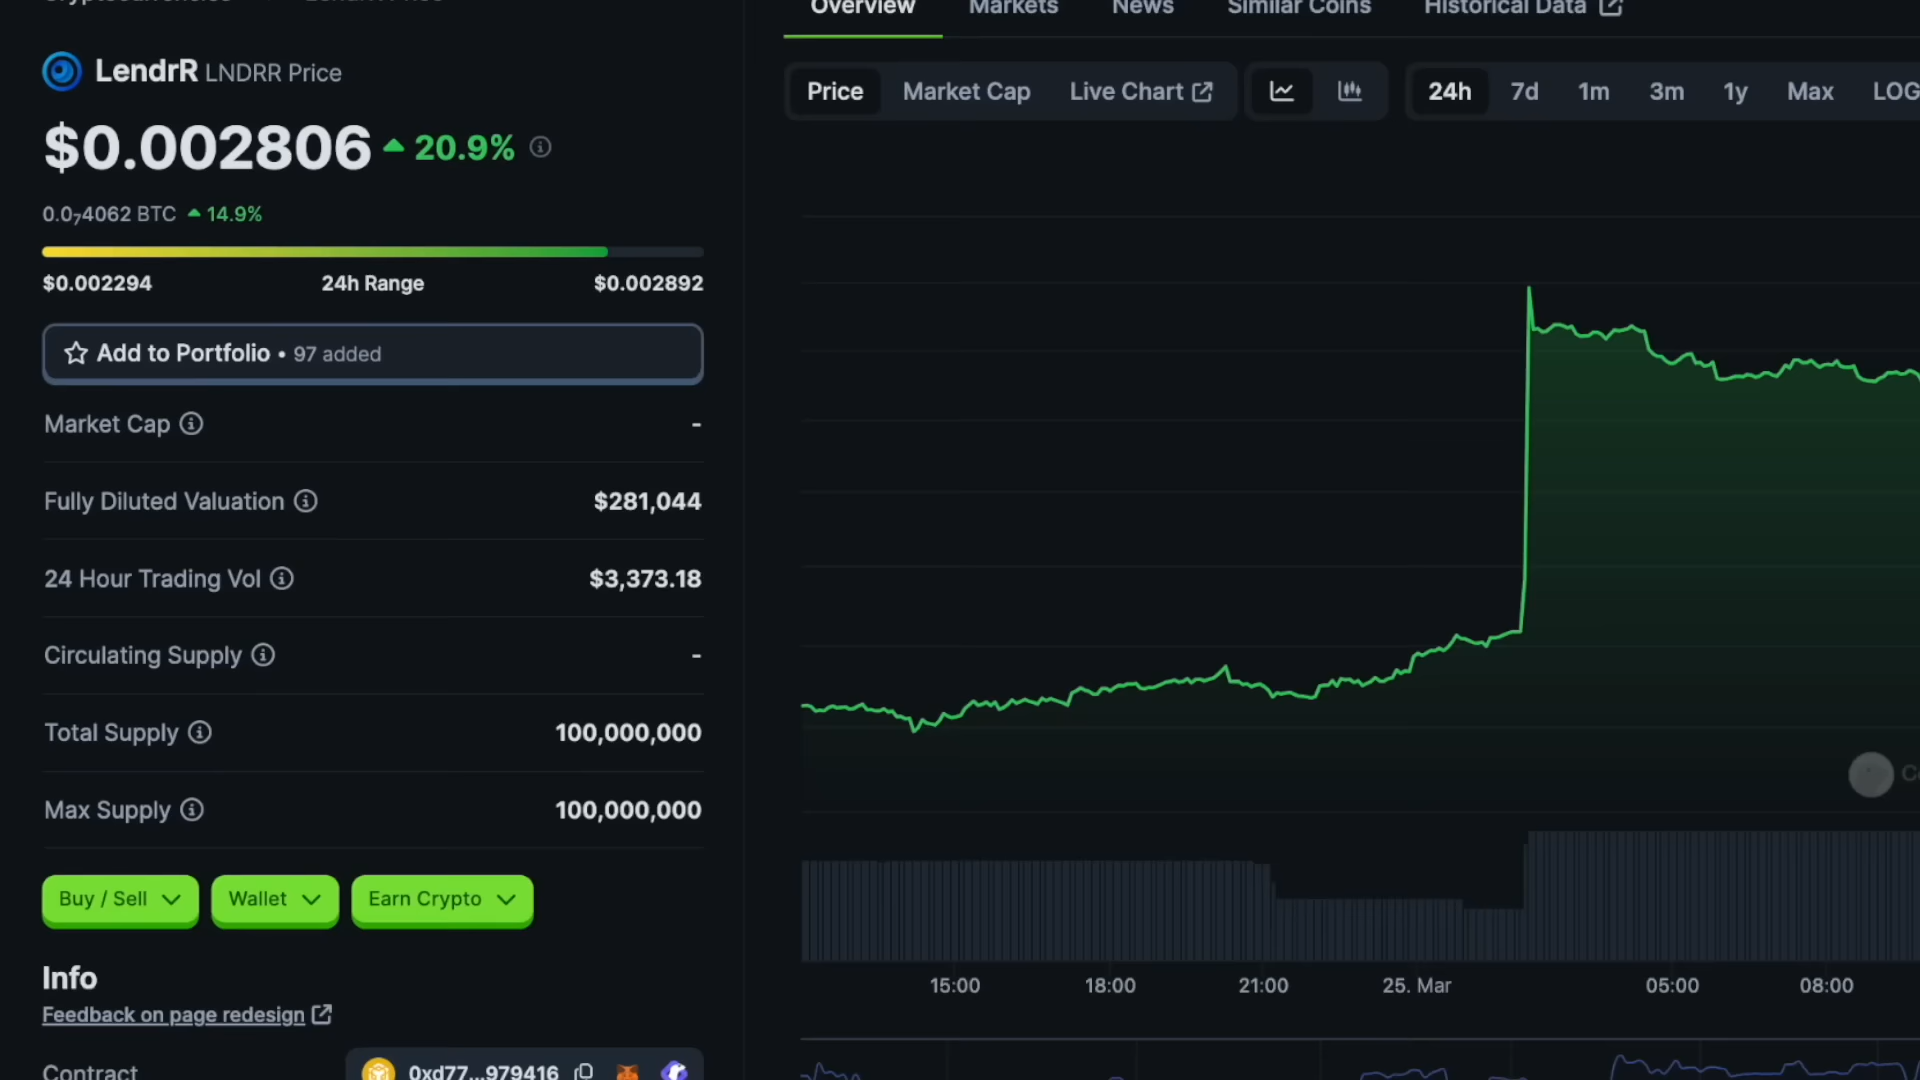 Cryptocurrencies
LendrR Price
LendrR LNDRR Price
$0.002806 20.9%
0.0₇4062 BTC 14.9%
$0.002294 24h Range $0.002892
Add to Portfolio • 97 added
Market Cap -
Fully Diluted Valuation $281,044
24 Hour Trading Vol $3,373.18
Circulating Supply -
Total Supply 100,000,000
Max Supply 100,000,000
Buy / Sell Wallet Earn Crypto
Info
Feedback on page redesign
Contract 0xd77...979416
Overview Markets News Similar Coins Historical Data
Price Market Cap Live Chart 24h 7d 1m 3m 1y Max LOG
15:00 18:00 21:00 25. Mar 05:00 08:00